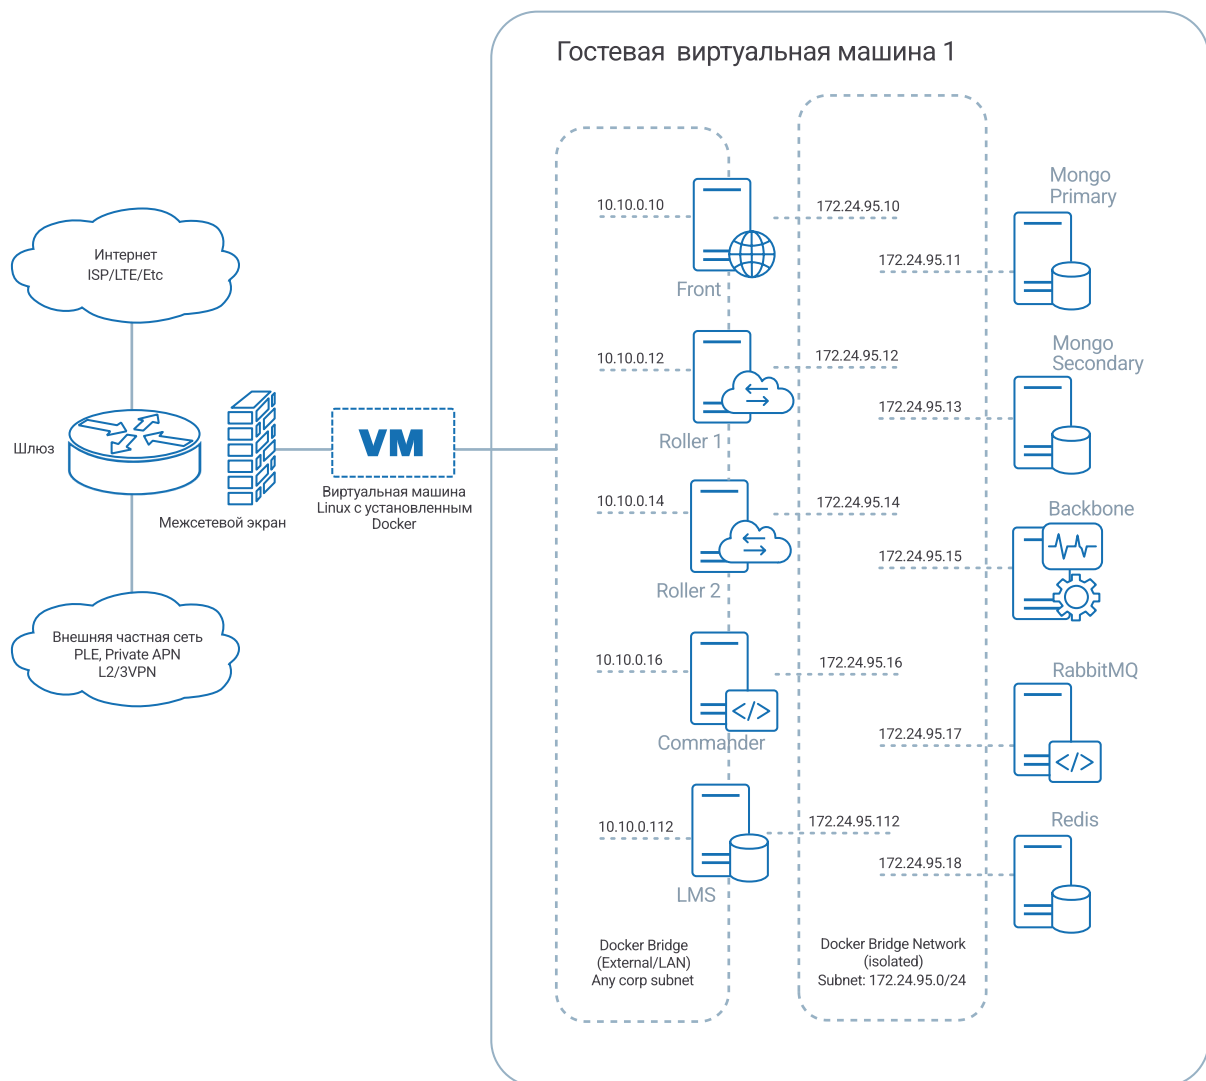 Гостевая виртуальная машина 1
Интернет
ISP/LTE/Etc
Шлюз
Межсетевой экран
VM
Виртуальная машина
Linux с установленным
Docker
Внешняя частная сеть
PLE, Private APN
L2/3VPN
10.10.0.10
Front
10.10.0.12
Roller 1
10.10.0.14
Roller 2
10.10.0.16
Commander
10.10.0.112
LMS
Docker Bridge
(External/LAN)
Any corp subnet
172.24.95.10
172.24.95.11
172.24.95.12
172.24.95.13
172.24.95.14
172.24.95.15
172.24.95.16
172.24.95.17
172.24.95.112
172.24.95.18
Docker Bridge Network
(isolated)
Subnet: 172.24.95.0/24
Mongo
Primary
Mongo
Secondary
Backbone
RabbitMQ
Redis